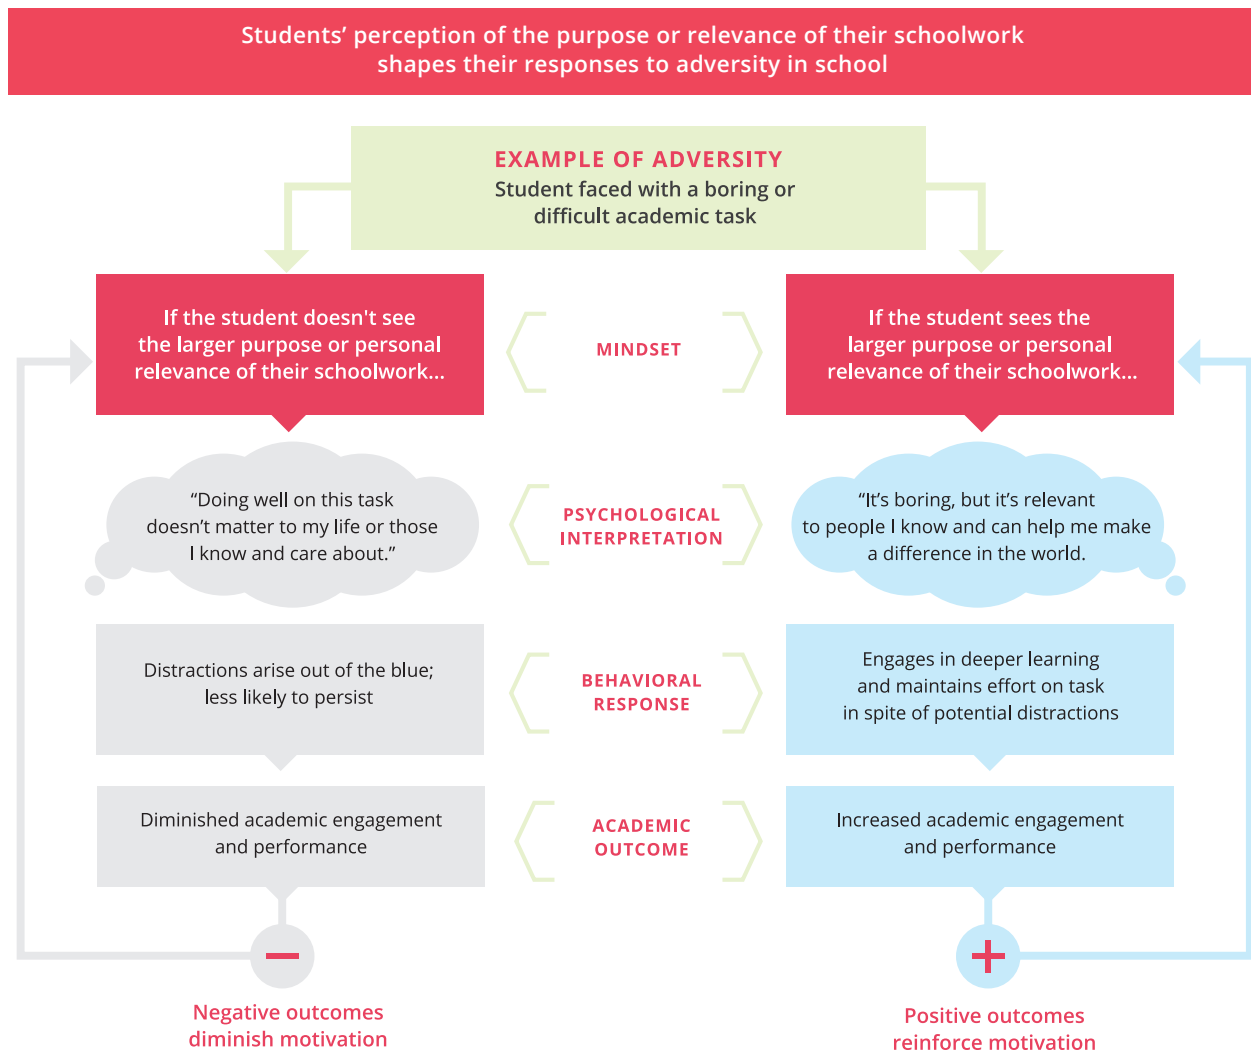 Students’ perception of the purpose or relevance of their schoolwork
shapes their responses to adversity in school
EXAMPLE OF ADVERSITY
Student faced with a boring or
difficult academic task
If the student doesn't see
the larger purpose or personal
relevance of their schoolwork...
MINDSET
If the student sees the
larger purpose or personal
relevance of their schoolwork...
“Doing well on this task
doesn’t matter to my life or those
I know and care about.”
PSYCHOLOGICAL
INTERPRETATION
“It’s boring, but it’s relevant
to people I know and can help me make
a difference in the world.
Distractions arise out of the blue;
less likely to persist
BEHAVIORAL
RESPONSE
Engages in deeper learning
and maintains effort on task
in spite of potential distractions
Diminished academic engagement
and performance
ACADEMIC
OUTCOME
Increased academic engagement
and performance
Negative outcomes
diminish motivation
Positive outcomes
reinforce motivation